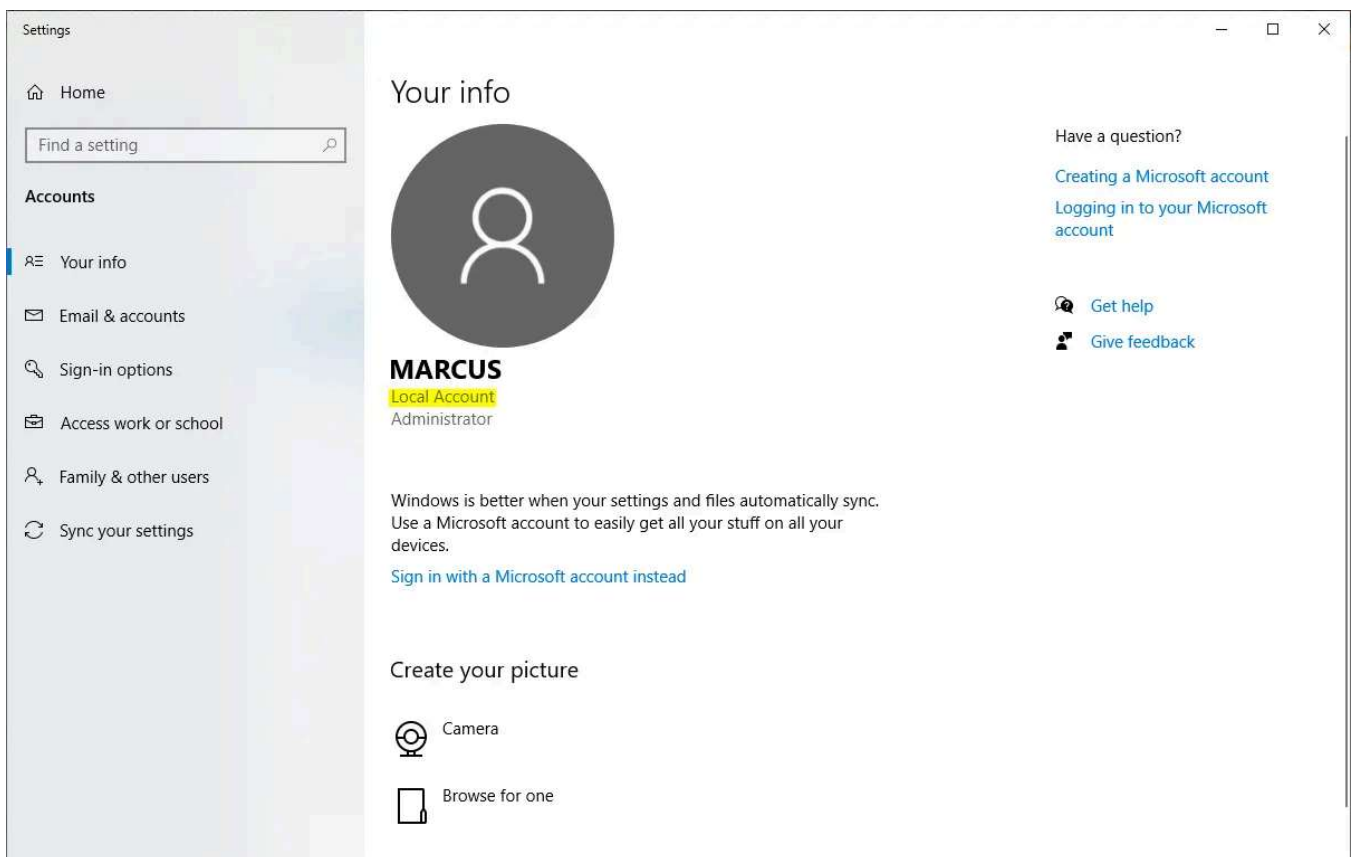 Settings
Home
Find a setting
Accounts
Your info
Email & accounts
Sign-in options
Access work or school
Family & other users
Sync your settings
Your info
MARCUS
Local Account
Administrator
Windows is better when your settings and files automatically sync.
Use a Microsoft account to easily get all your stuff on all your
devices.
Sign in with a Microsoft account instead
Create your picture
Camera
Browse for one
Have a question?
Creating a Microsoft account
Logging in to your Microsoft
account
Get help
Give feedback